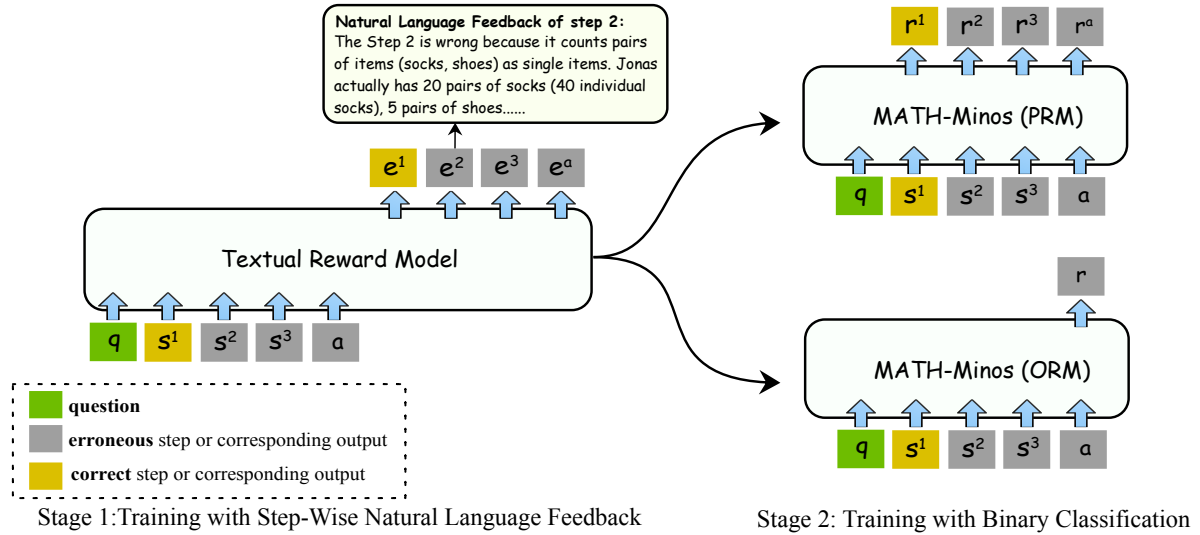 Natural Language Feedback of step 2:
The Step 2 is wrong because it counts pairs
of items (socks, shoes) as single items. Jonas
actually has 20 pairs of socks (40 individual
socks), 5 pairs of shoes......
e¹ e² e³ eᵃ
Textual Reward Model
q s¹ s² s³ a
question
erroneous step or corresponding output
correct step or corresponding output
Stage 1:Training with Step-Wise Natural Language Feedback
r¹ r² r³ rᵃ
MATH-Minos (PRM)
q s¹ s² s³ a
r
MATH-Minos (ORM)
q s¹ s² s³ a
Stage 2: Training with Binary Classification